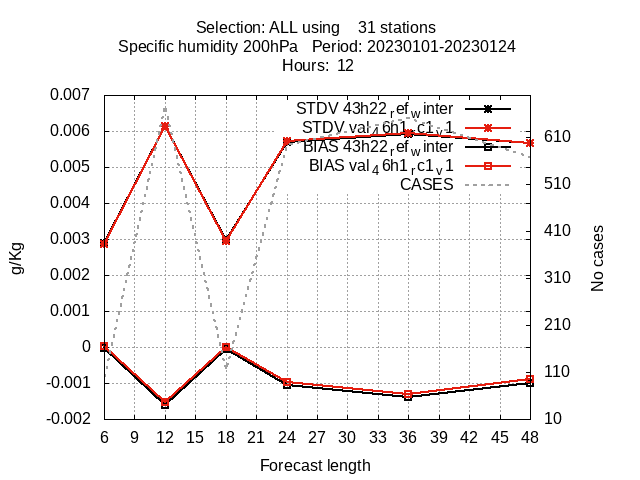 Selection: ALL using    31 stations
Specific humidity 200hPa   Period: 20230101-20230124
Hours:  12
STDV 43h22ᵣef_winter
STDV val_46h1_rc1_1
BIAS 43h22_ref_winter
BIAS val_46h1_rc1_v1
CASES
0.007
0.006
0.005
0.004
0.003
0.002
0.001
0
-0.001
-0.002
g/Kg
610
510
410
310
210
110
10
No cases
6 9 12 15 18 21 24 27 30 33 36 39 42 45 48
Forecast length